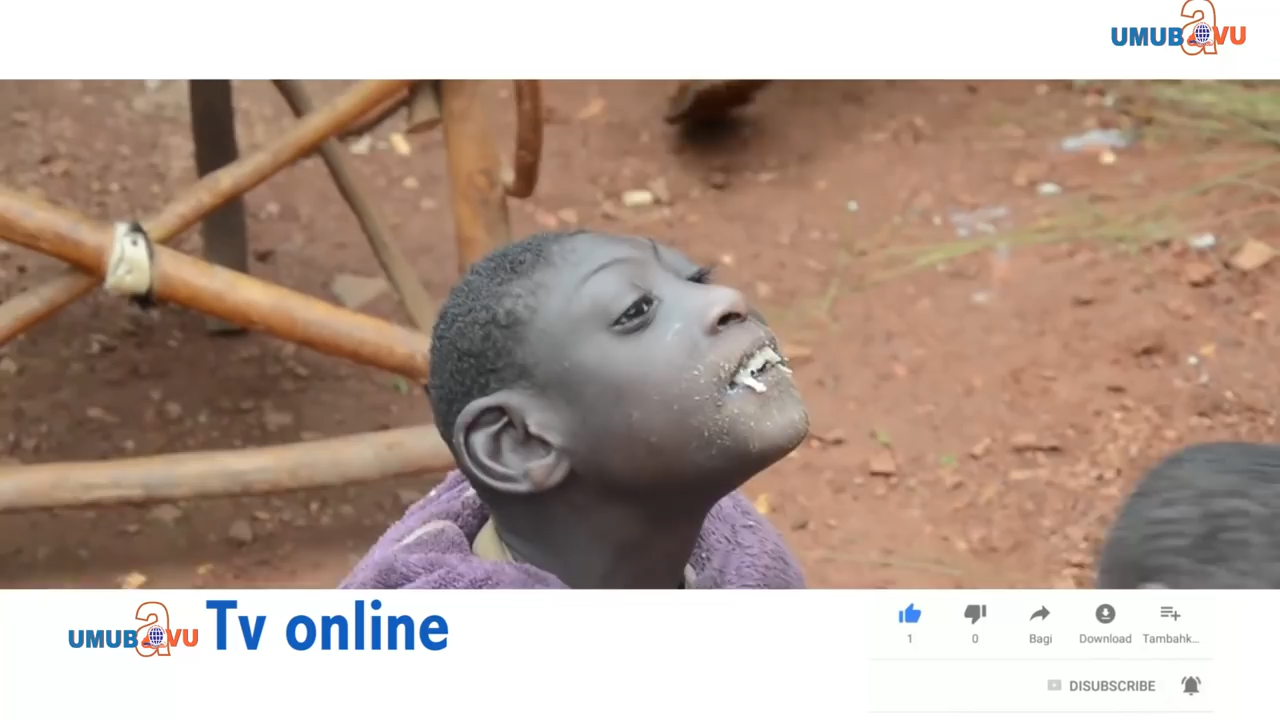 UMUBaVU
UMUBaVU Tv online
1
0
Bagi
Download
Tambahk...
DISUBSCRIBE